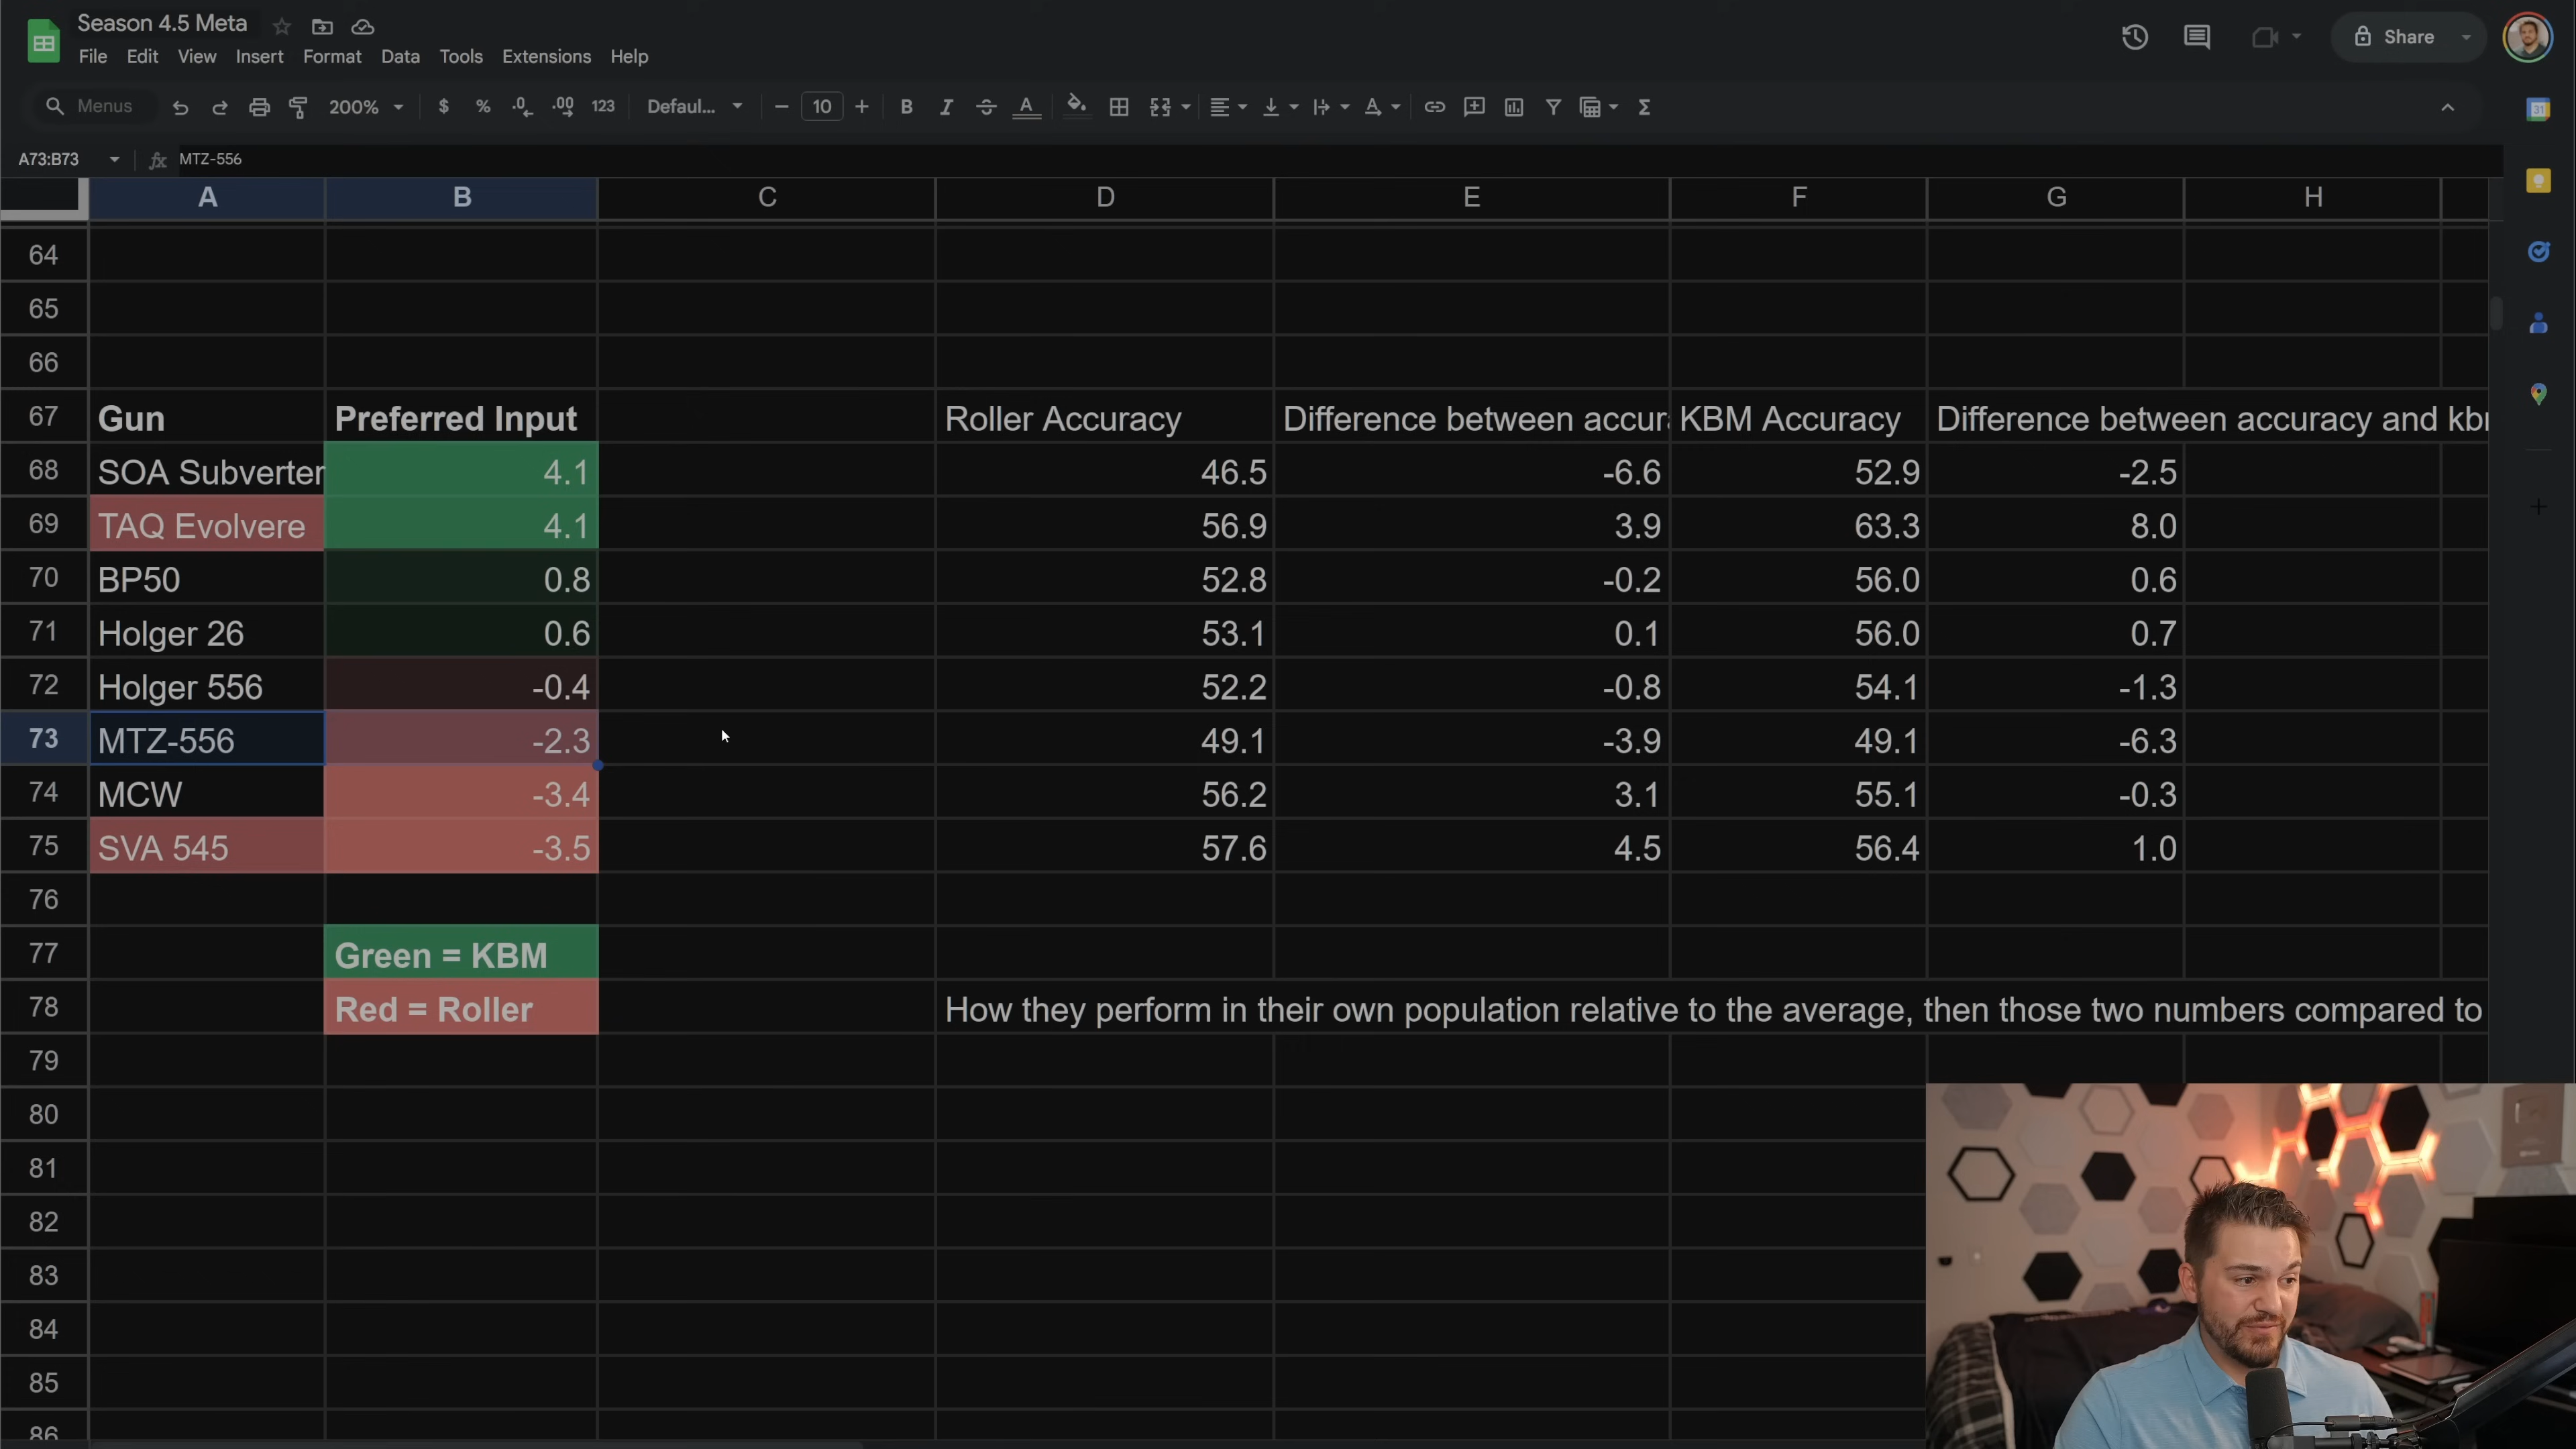 Season 4.5 Meta
File Edit View Insert Format Data Tools Extensions Help
Share
Menus 200% $ % .0 .00 123 Defaul... 10 B I A
31
A73:B73 fx MTZ-556
A B C D E F G H
64
65
66
67 Gun Preferred Input Roller Accuracy Difference between accur KBM Accuracy Difference between accuracy and kb
68 SOA Subverter 4.1 46.5 -6.6 52.9 -2.5
69 TAQ Evolvere 4.1 56.9 3.9 63.3 8.0
70 BP50 0.8 52.8 -0.2 56.0 0.6
71 Holger 26 0.6 53.1 0.1 56.0 0.7
72 Holger 556 -0.4 52.2 -0.8 54.1 -1.3
73 MTZ-556 -2.3 49.1 -3.9 49.1 -6.3
74 MCW -3.4 56.2 3.1 55.1 -0.3
75 SVA 545 -3.5 57.6 4.5 56.4 1.0
76
77 Green = KBM
78 Red = Roller How they perform in their own population relative to the average, then those two numbers compared to
79
80
81
82
83
84
85
86